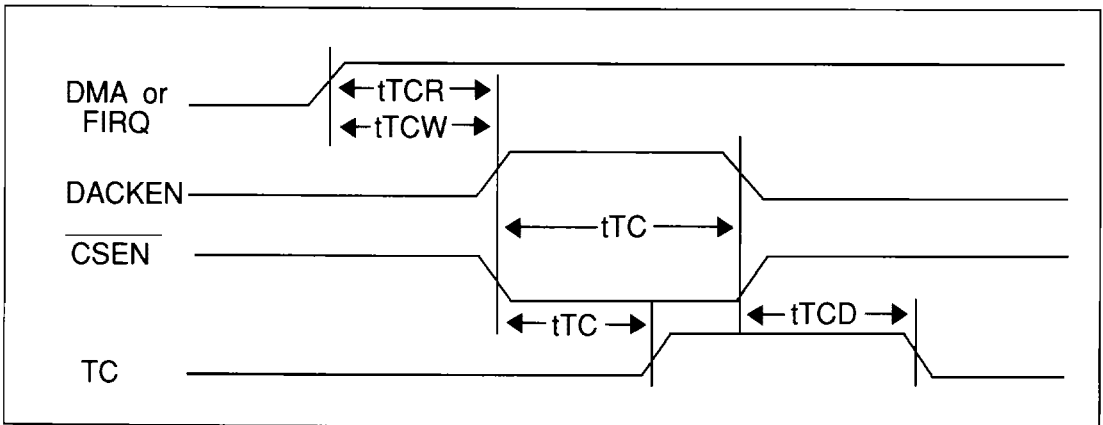 DMA or
FIRQ
tTCR
tTCW
DACKEN
tTC
CSEN
tTC
tTCD
TC